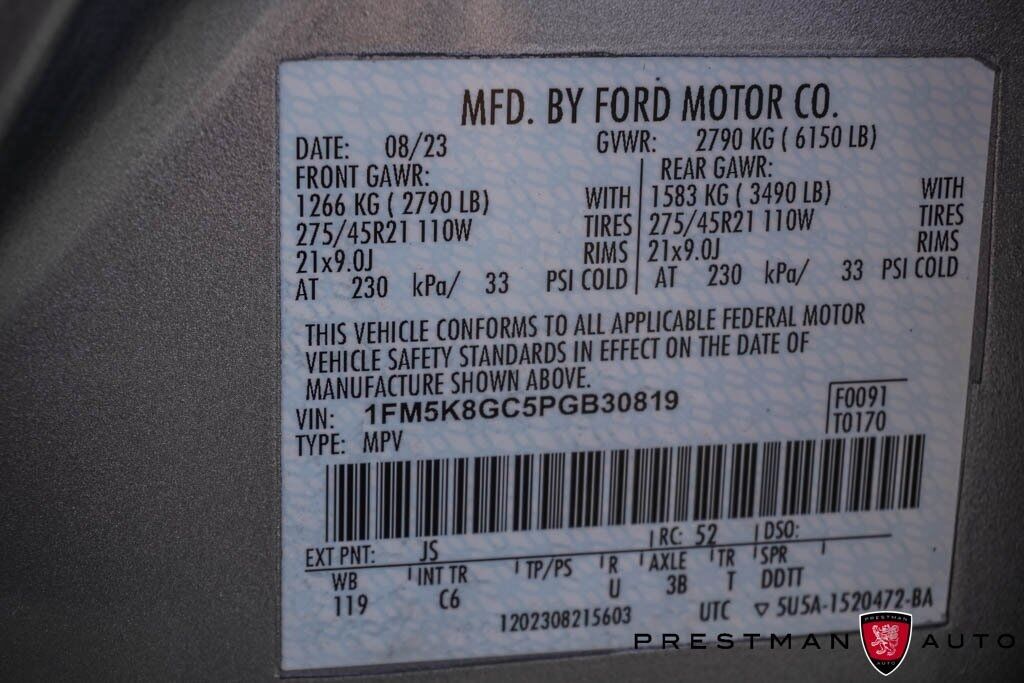 MFD. BY FORD MOTOR CO.
DATE: 08/23 GVWR: 2790 KG ( 6150 LB)
FRONT GAWR: REAR GAWR:
1266 KG ( 2790 LB) WITH 1583 KG ( 3490 LB) WITH
275/45R21 110W TIRES 275/45R21 110W TIRES
21x9.0J RIMS 21x9.0J RIMS
AT 230 kPa/ 33 PSI COLD AT 230 kPa/ 33 PSI COLD
THIS VEHICLE CONFORMS TO ALL APPLICABLE FEDERAL MOTOR
VEHICLE SAFETY STANDARDS IN EFFECT ON THE DATE OF
MANUFACTURE SHOWN ABOVE.
VIN: 1FM5K8GC5PGB30819 F0091
TYPE: MPV T0170
EXT PNT: JS RC: 52 DSO:
WB INT TR TP/PS R AXLE TR SPR
119 C6 U 3B T DDTT
1202308215603 UTC ▽ 5U5A-1520472-BA
PRESTMAN AUTO
PRESTMAN
AUTO